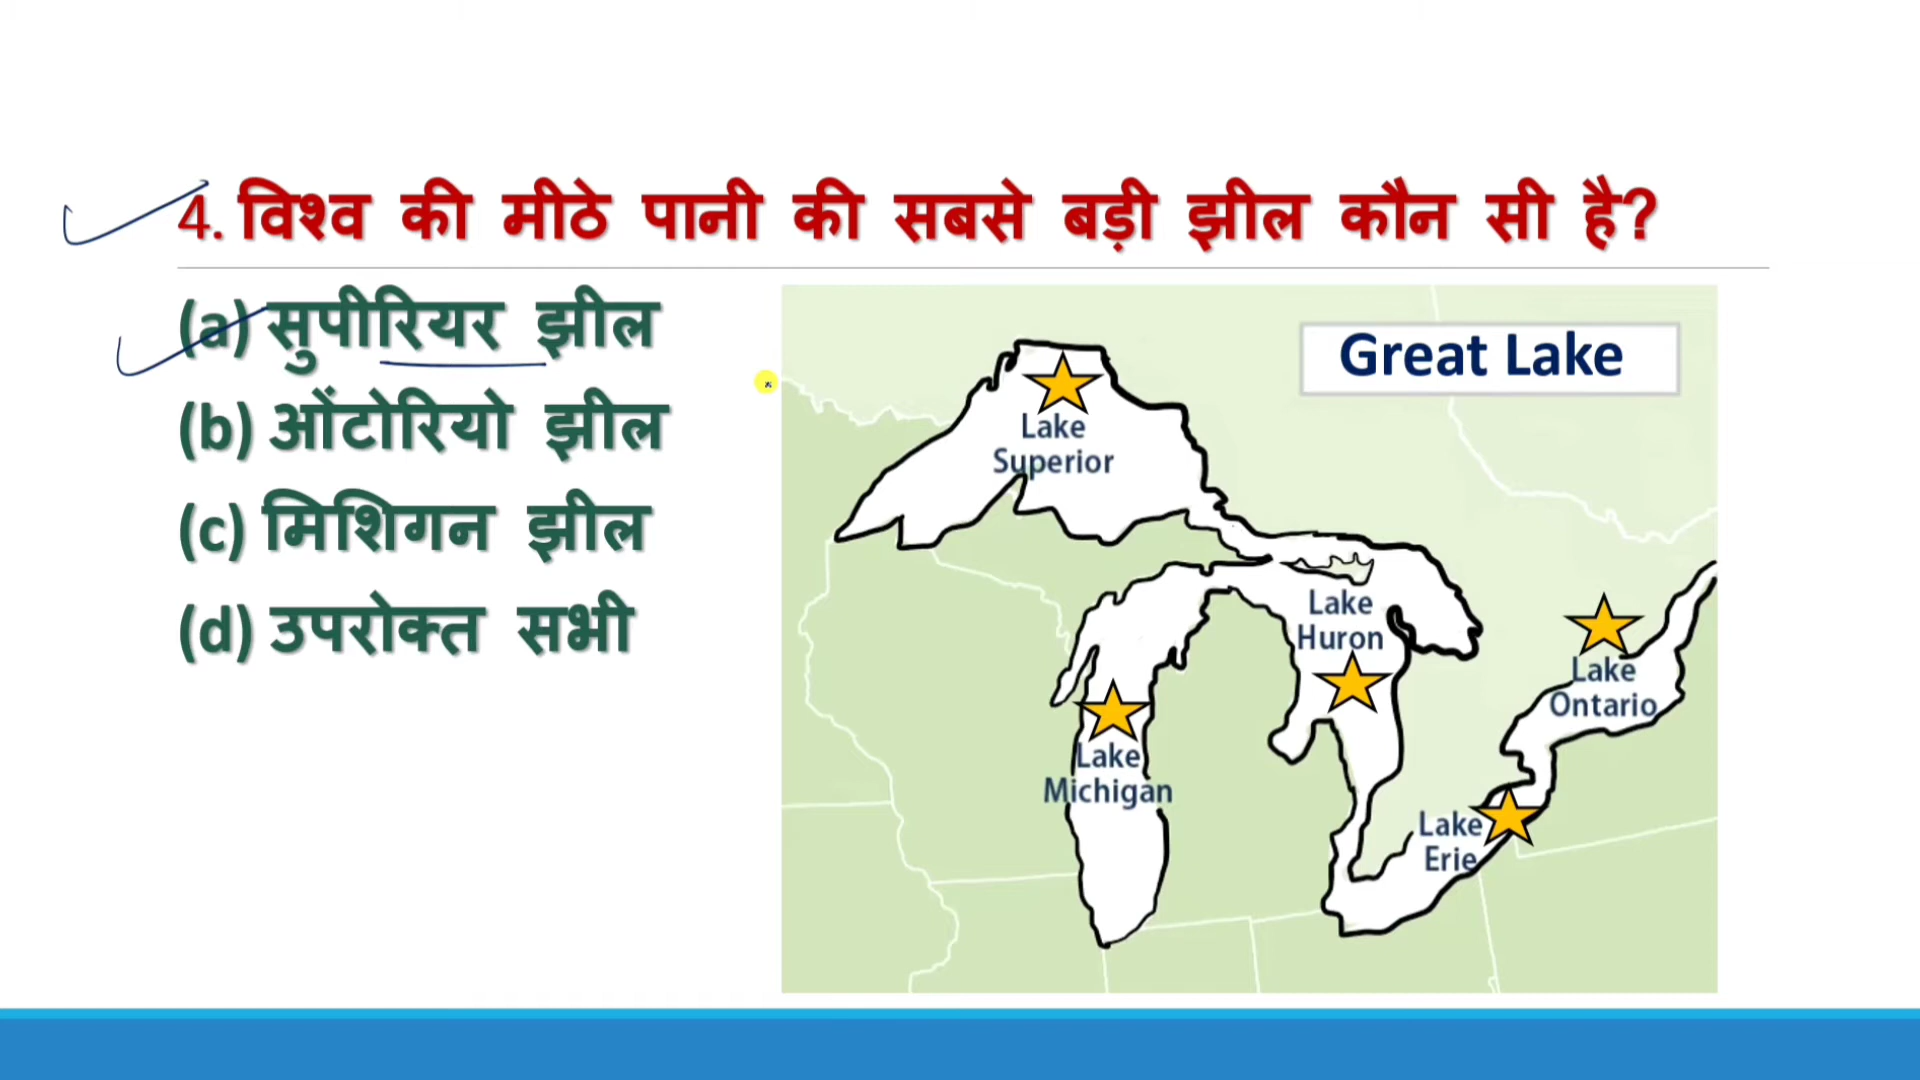 4. विश्व की मीठे पानी की सबसे बड़ी झील कौन सी है?
(a) सुपीरियर झील
(b) ओंटोरियो झील
(c) मिशिगन झील
(d) उपरोक्त सभी
Great Lake
Lake
Superior
Lake
Huron
Lake
Ontario
Lake
Michigan
Lake
Erie